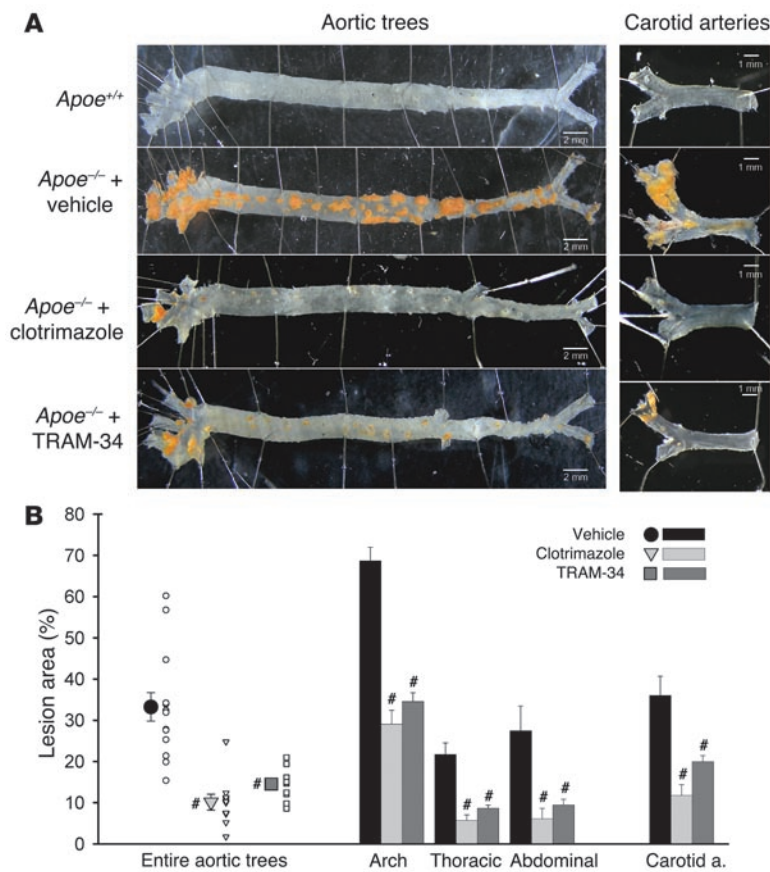 A
Aortic trees
Carotid arteries
Apoe+/+
2 mm
1 mm
Apoe–/– +
vehicle
2 mm
1 mm
Apoe–/– +
clotrimazole
2 mm
1 mm
Apoe–/– +
TRAM-34
2 mm
1 mm
B
Lesion area (%)
80
70
60
50
40
30
20
10
0
Vehicle
Clotrimazole
TRAM-34
#
#
# #
# #
# #
# #
Entire aortic trees
Arch
Thoracic
Abdominal
Carotid a.